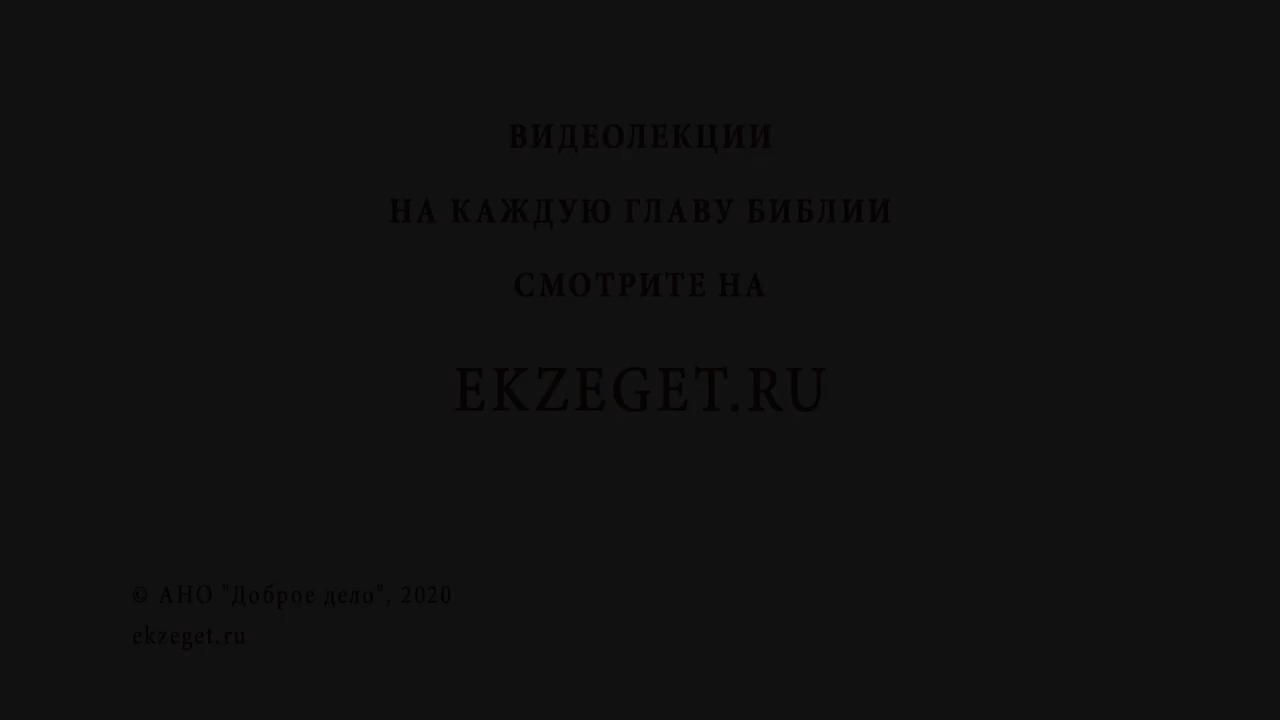 ВИДЕОЛЕКЦИИ
НА КАЖДУЮ ГЛАВУ БИБЛИИ
СМОТРИТЕ НА
EKZEGET.RU
© АНО "Доброе дело", 2020
ekzeget.ru